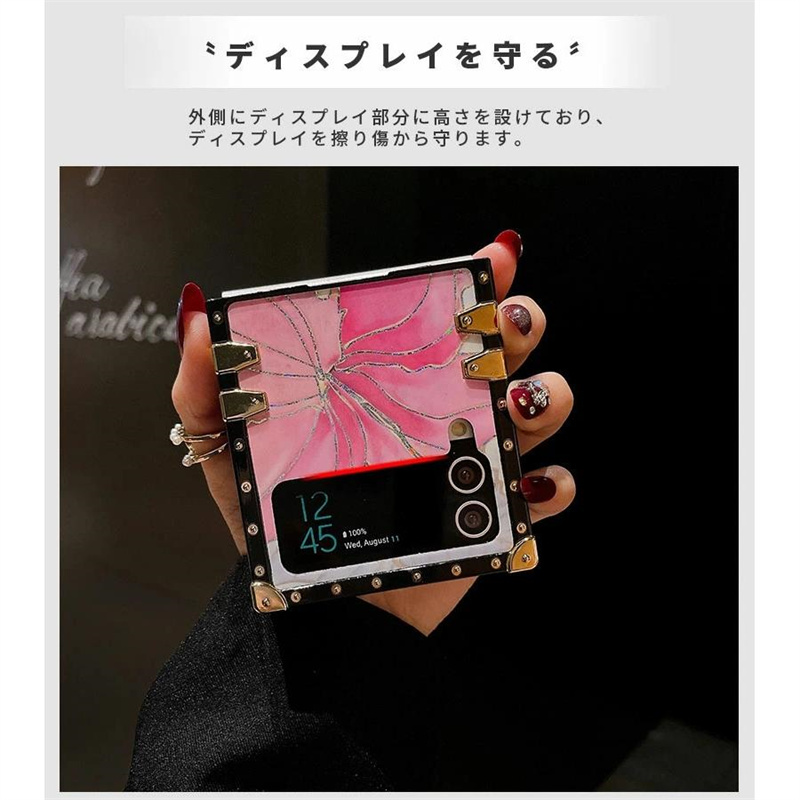 〝ディスプレイを守る〞
外側にディスプレイ部分に高さを設けており、
ディスプレイを擦り傷から守ります。
arabica
12
45
100%
Wed, August 11